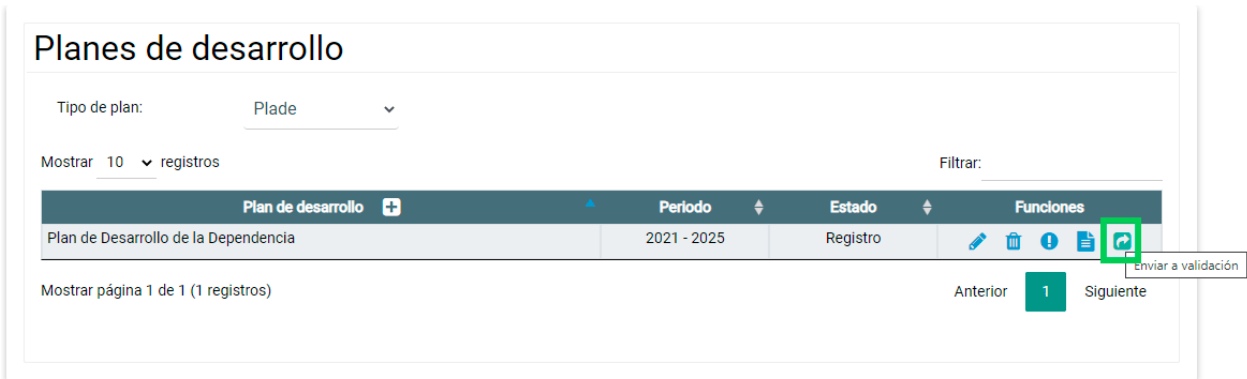 Planes de desarrollo
Tipo de plan: Plade
Mostrar 10 registros Filtrar:
Plan de desarrollo Periodo Estado Funciones
Plan de Desarrollo de la Dependencia 2021 - 2025 Registro
Enviar a validación
Mostrar página 1 de 1 (1 registros) Anterior 1 Siguiente